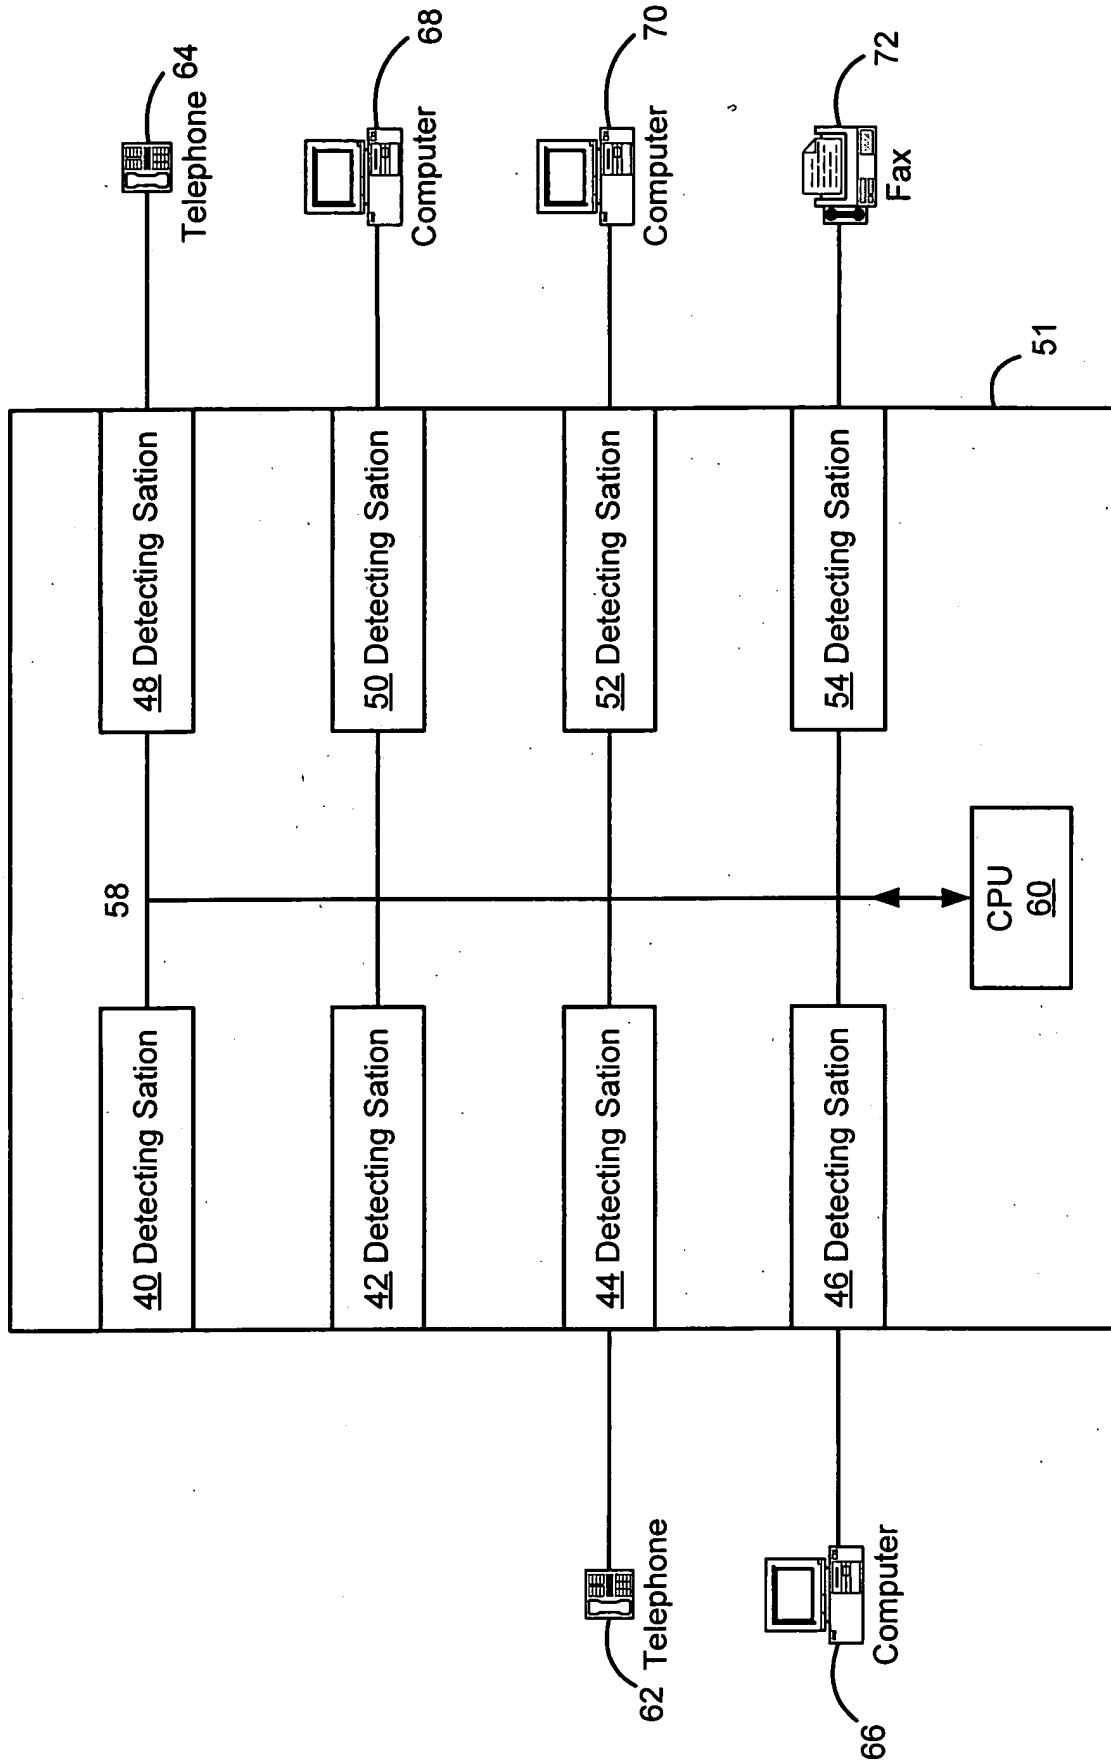 64
Telephone
68
Computer
70
Computer
72
Fax
51
48 Detecting Sation
50 Detecting Sation
52 Detecting Sation
54 Detecting Sation
58
CPU
60
40 Detecting Sation
42 Detecting Sation
44 Detecting Sation
46 Detecting Sation
62 Telephone
Computer
66